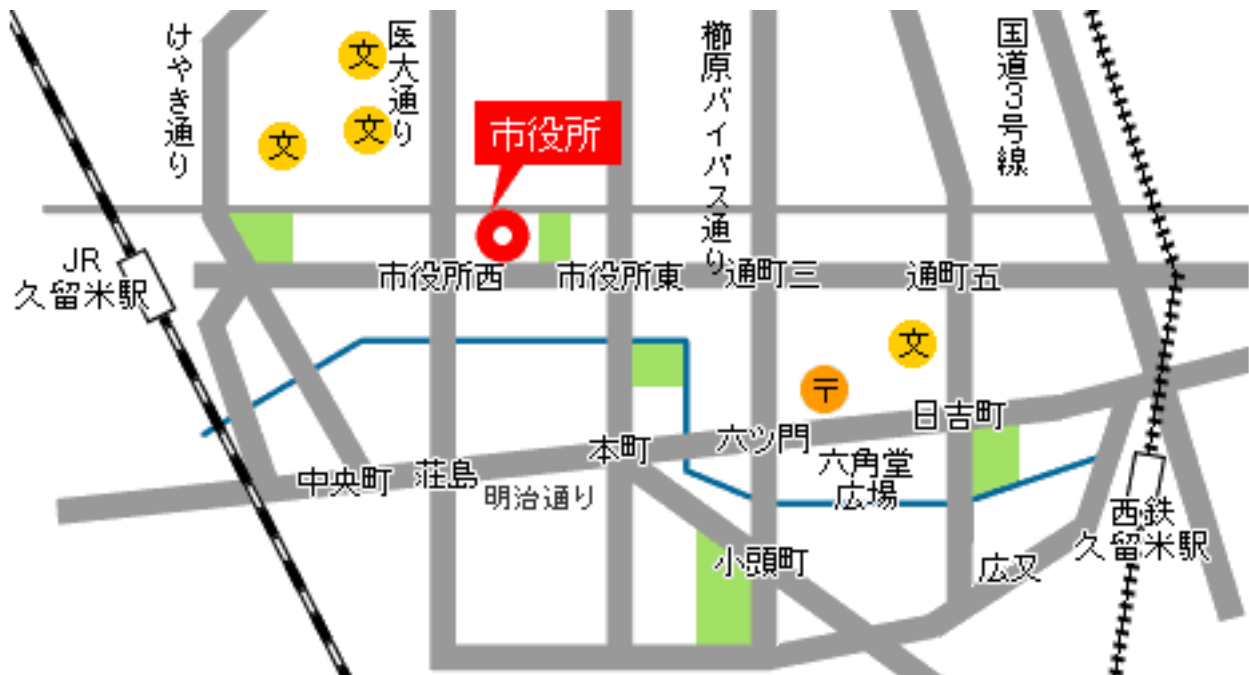 けやき通り
医大通り
櫛原バイパス通り
国道3号線
文
文
文
市役所
JR
久留米駅
市役所西
市役所東
通町三
通町五
文
〒
日吉町
六ツ門
本町
六角堂
広場
荘島
中央町
明治通り
西鉄
久留米駅
小頭町
広又